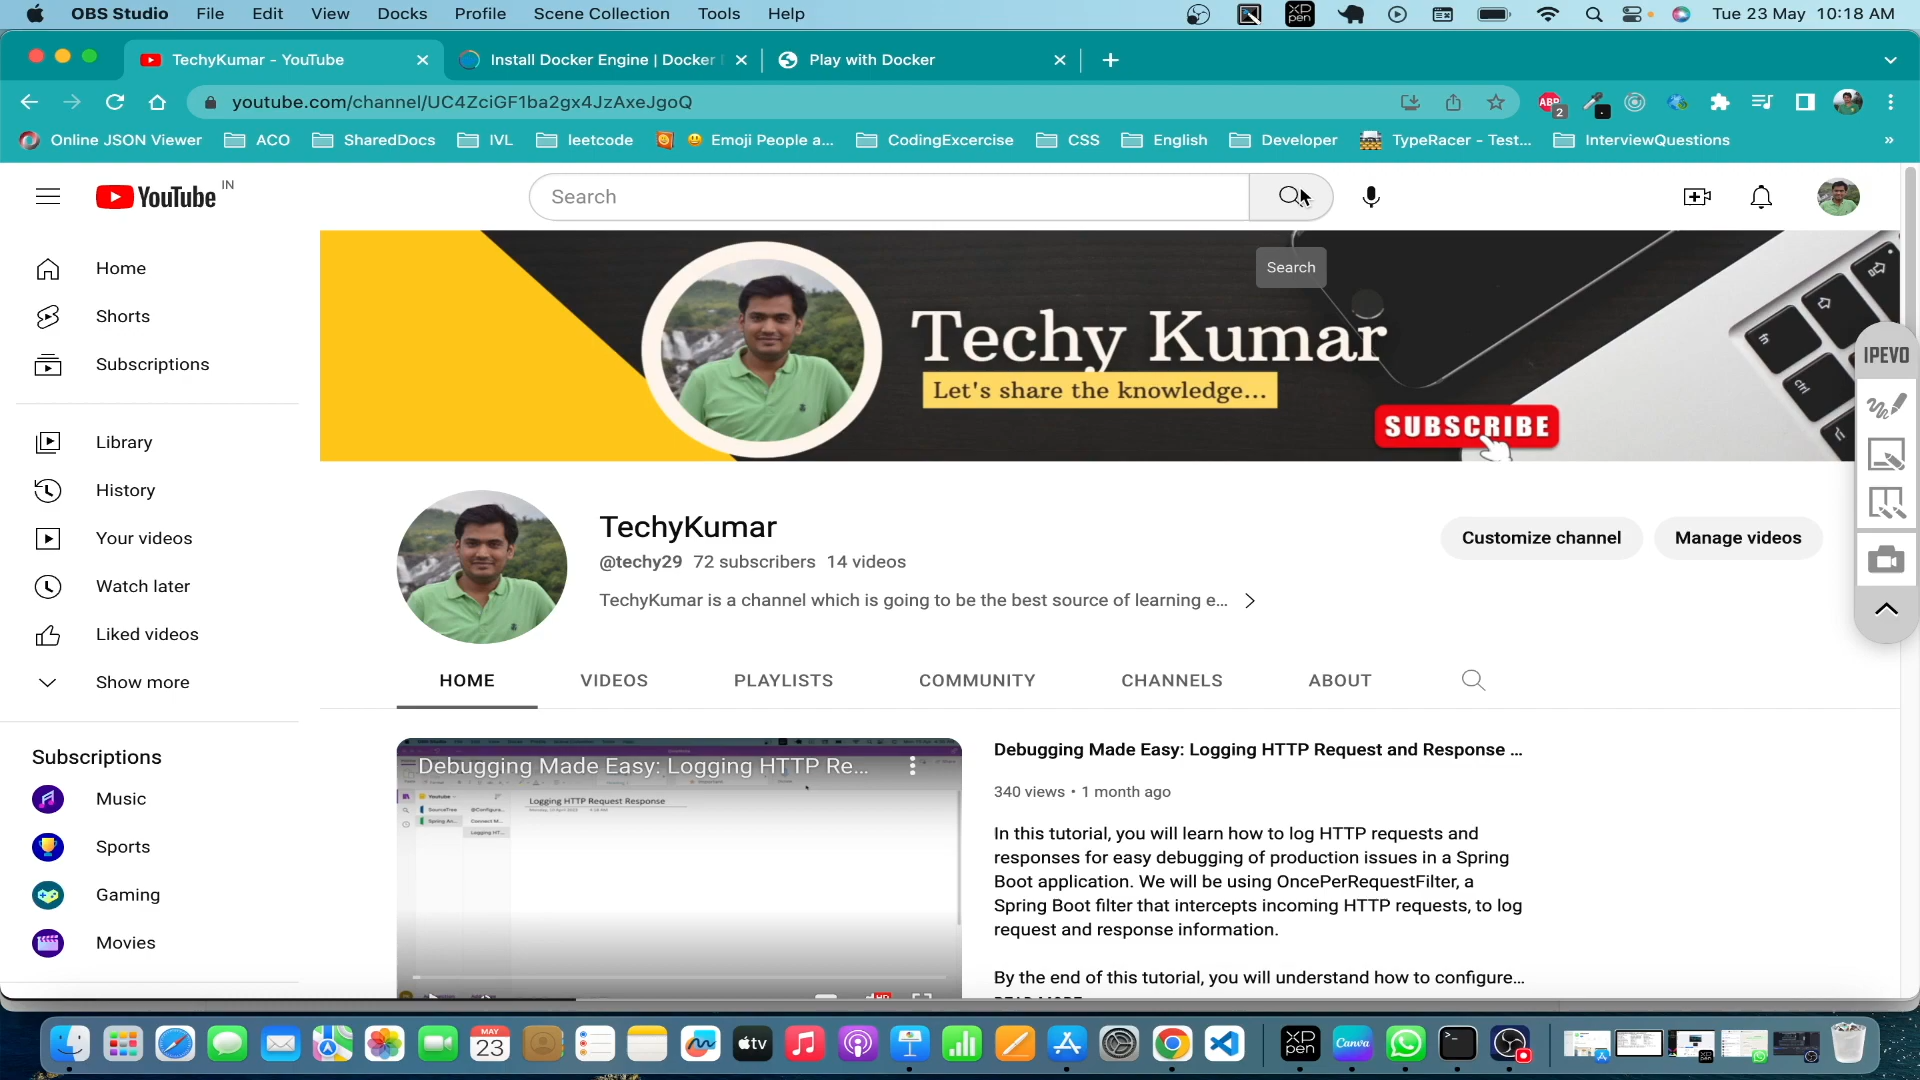 OBS Studio File Edit View Docks Profile Scene Collection Tools Help XP pen Tue 23 May 10:18 AM
TechyKumar - YouTube Install Docker Engine | Docker Play with Docker
youtube.com/channel/UC4ZciGF1ba2gx4JzAxeJgoQ ABP 2
Online JSON Viewer ACO SharedDocs IVL leetcode Emoji People a... CodingExcercise CSS English Developer TypeRacer - Test... InterviewQuestions »
YouTube IN
Search
Search
Home
Shorts
Subscriptions
Library
History
Your videos
Watch later
Liked videos
Show more
Subscriptions
Music
Sports
Gaming
Movies
Techy Kumar
Let's share the knowledge...
SUBSCRIBE
ctrl
IPEVO
TechyKumar
@techy29 72 subscribers 14 videos
TechyKumar is a channel which is going to be the best source of learning e...
Customize channel Manage videos
HOME VIDEOS PLAYLISTS COMMUNITY CHANNELS ABOUT
Debugging Made Easy: Logging HTTP Re...
Logging HTTP Request Response
Debugging Made Easy: Logging HTTP Request and Response ...
340 views • 1 month ago
In this tutorial, you will learn how to log HTTP requests and
responses for easy debugging of production issues in a Spring
Boot application. We will be using OncePerRequestFilter, a
Spring Boot filter that intercepts incoming HTTP requests, to log
request and response information.
By the end of this tutorial, you will understand how to configure...
MAY
23
tv
XP
pen
Canva